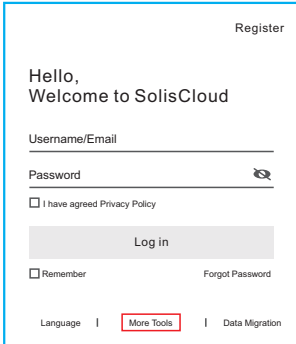 Register
Hello,
Welcome to SolisCloud
Username/Email
Password
I have agreed Privacy Policy
Log in
Remember Forgot Password
Language | More Tools | Data Migration